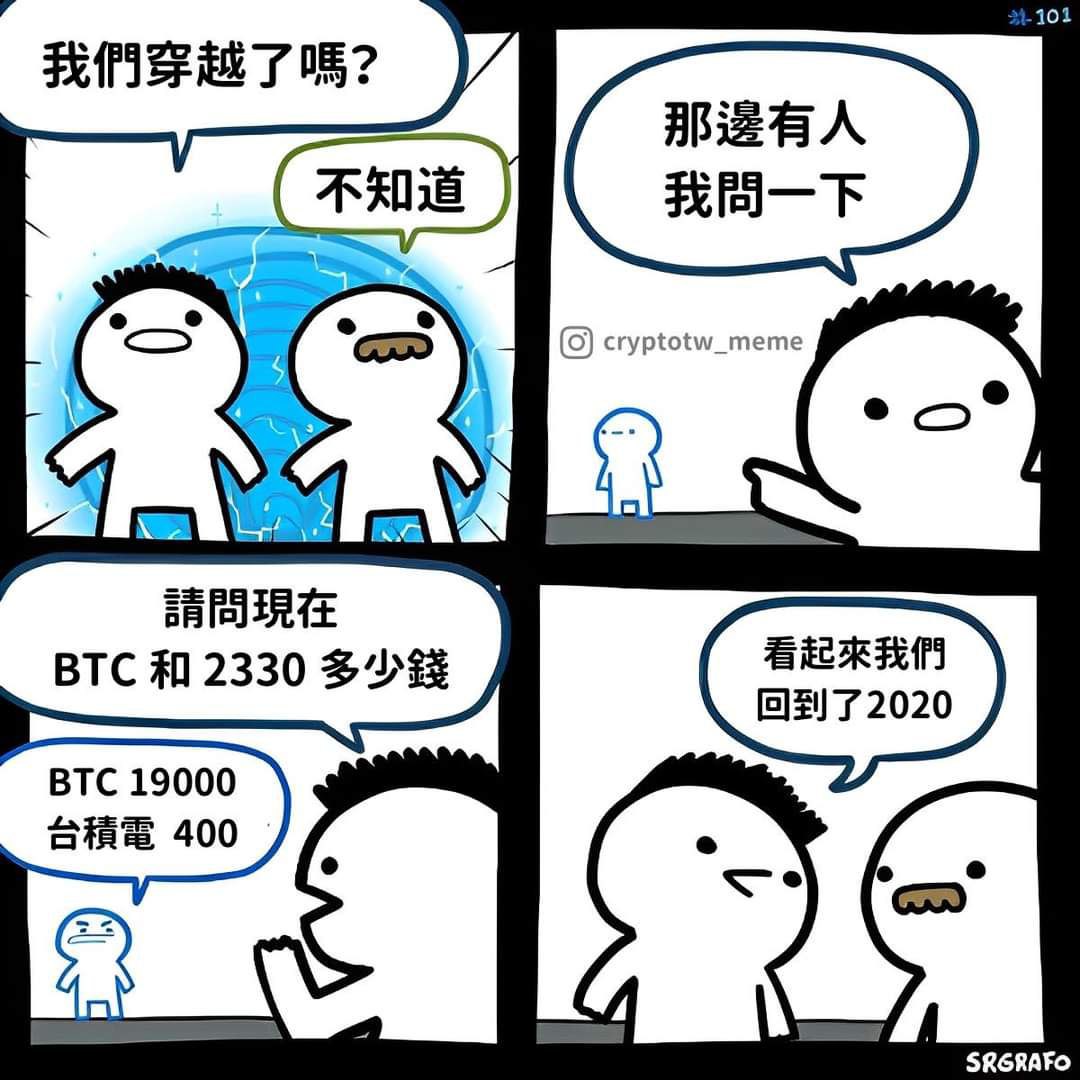 101
我們穿越了嗎？
不知道
那邊有人
我問一下
cryptotw_meme
請問現在
BTC 和 2330 多少錢
BTC 19000
台積電 400
看起來我們
回到了2020
SRGRAFO